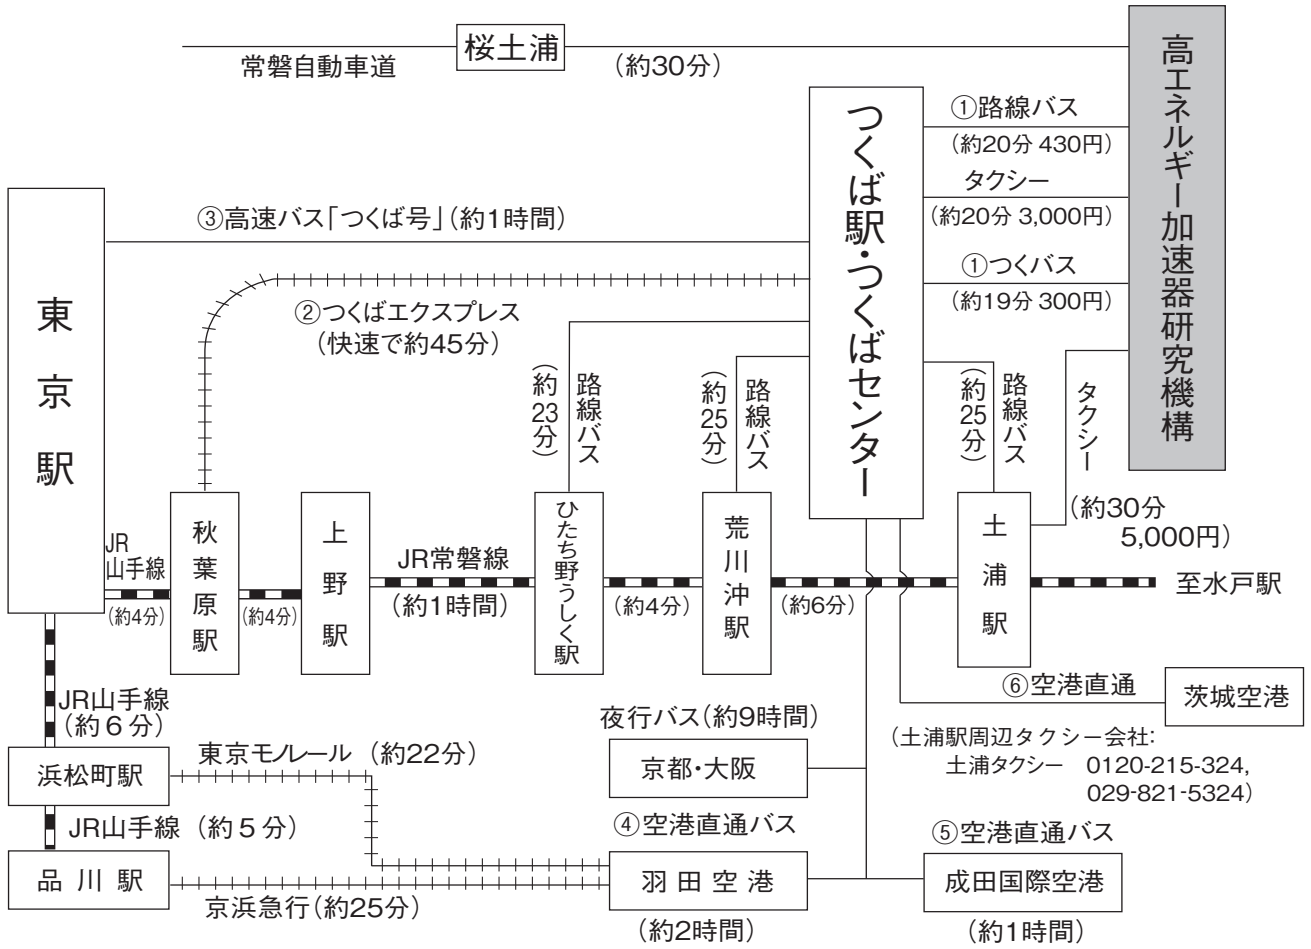 桜土浦
常磐自動車道
(約30分)
高エネルギー加速器研究機構
つくば駅・つくばセンター
①路線バス
(約20分 430円)
タクシー
(約20分 3,000円)
①つくバス
(約19分 300円)
東京駅
③高速バス「つくば号」(約1時間)
②つくばエクスプレス
(快速で約45分)
路線バス
(約23分)
路線バス
(約25分)
路線バス
(約25分)
タクシー
(約30分
5,000円)
JR
山手線
(約4分)
秋葉原駅
(約4分)
上野駅
JR常磐線
(約1時間)
ひたち野うしく駅
(約4分)
荒川沖駅
(約6分)
土浦駅
至水戸駅
JR山手線
(約6分)
浜松町駅
東京モノレール (約22分)
JR山手線 (約5分)
品川駅
京浜急行(約25分)
夜行バス(約9時間)
京都・大阪
④空港直通バス
羽田空港
(約2時間)
⑤空港直通バス
成田国際空港
(約1時間)
⑥空港直通
茨城空港
(土浦駅周辺タクシー会社:
土浦タクシー 0120-215-324,
029-821-5324)